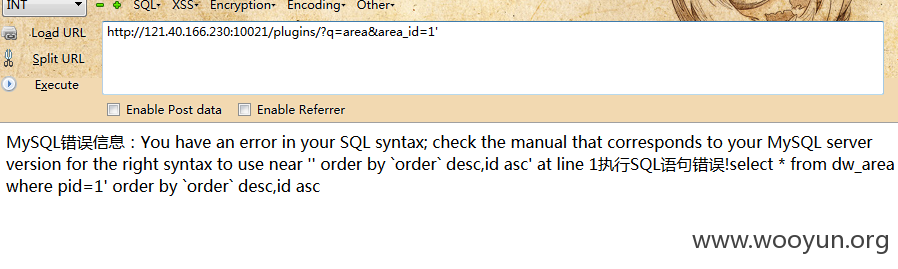 INT SQL▾ XSS▾ Encryption▾ Encoding▾ Other▾
Load URL
http://121.40.166.230:10021/plugins/?q=area&area_id=1'
Split URL
Execute
Enable Post data Enable Referrer
MySQL错误信息：You have an error in your SQL syntax; check the manual that corresponds to your MySQL server
version for the right syntax to use near '' order by `order` desc,id asc' at line 1执行SQL语句错误!select * from dw_area
where pid=1' order by `order` desc,id asc
www.wooyun.org